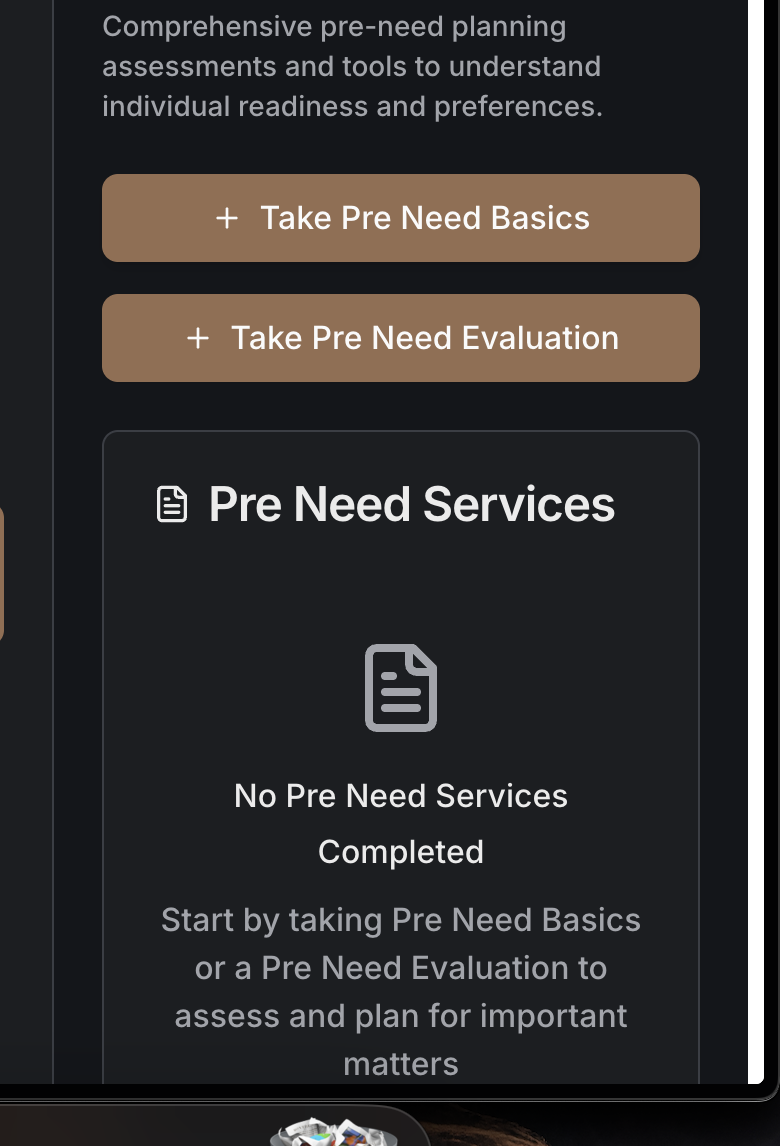 Comprehensive pre-need planning
assessments and tools to understand
individual readiness and preferences.
+ Take Pre Need Basics
+ Take Pre Need Evaluation
Pre Need Services
No Pre Need Services
Completed
Start by taking Pre Need Basics
or a Pre Need Evaluation to
assess and plan for important
matters